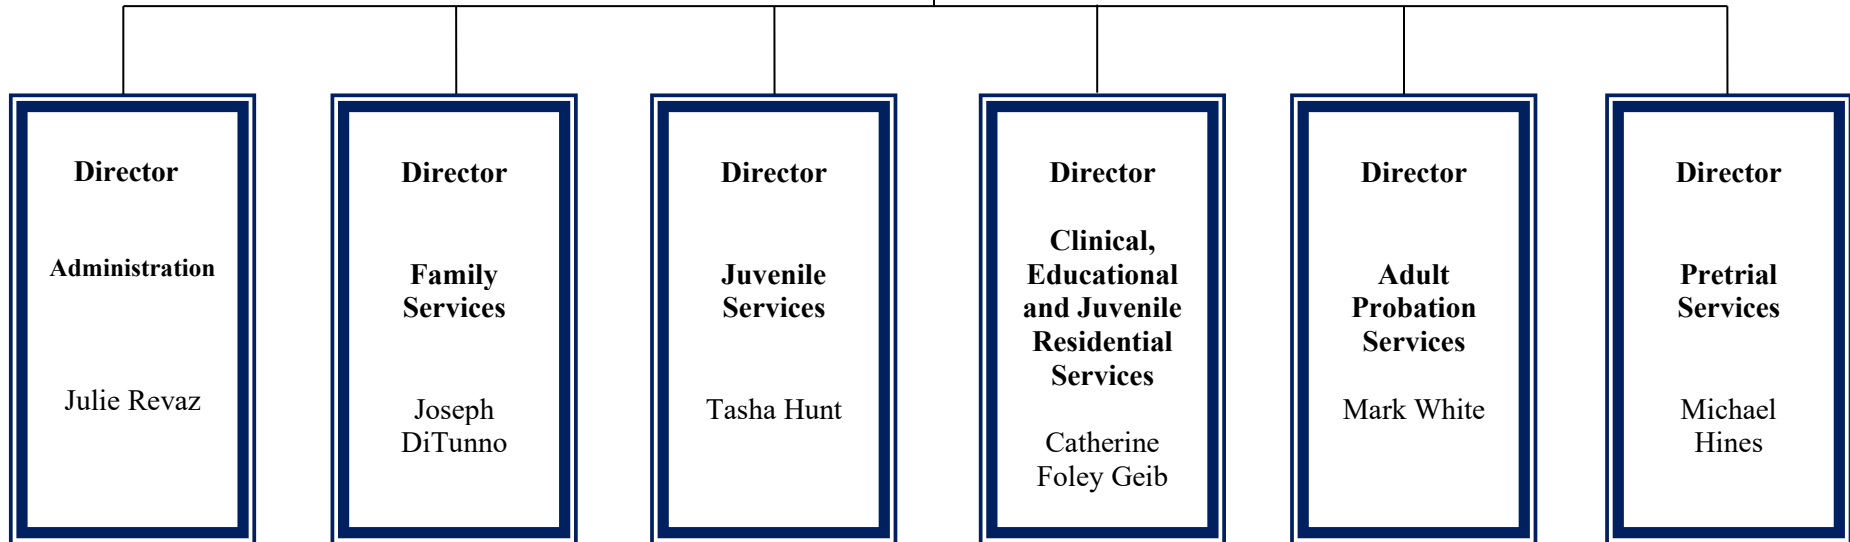 Director
Administration
Julie Revaz
Director
Family
Services
Joseph
DiTunno
Director
Juvenile
Services
Tasha Hunt
Director
Clinical,
Educational
and Juvenile
Residential
Services
Catherine
Foley Geib
Director
Adult
Probation
Services
Mark White
Director
Pretrial
Services
Michael
Hines